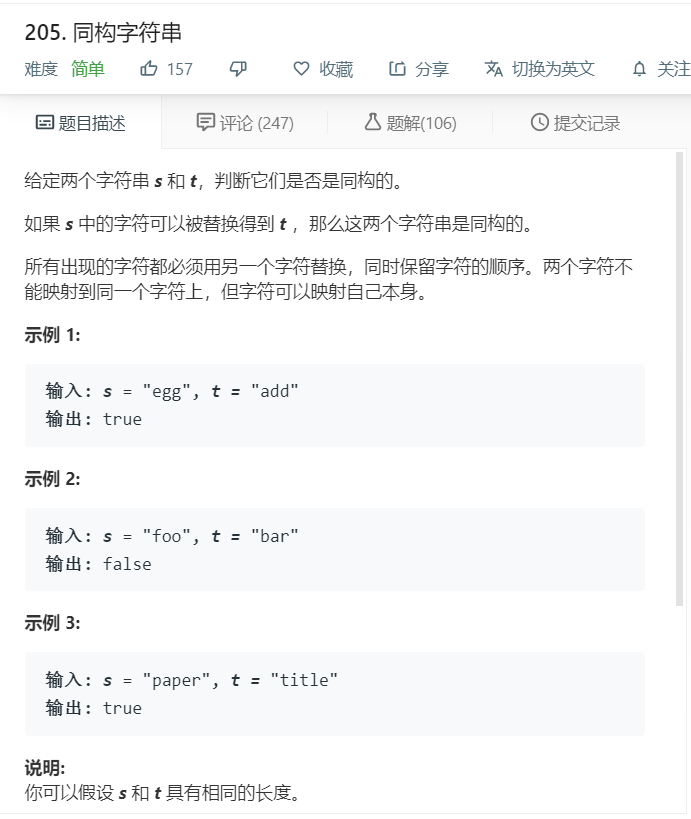 205. 同构字符串
难度 简单 157 收藏 分享 切换为英文 关注
题目描述 评论 (247) 题解(106) 提交记录
给定两个字符串 s 和 t，判断它们是否是同构的。
如果 s 中的字符可以被替换得到 t ，那么这两个字符串是同构的。
所有出现的字符都必须用另一个字符替换，同时保留字符的顺序。两个字符不
能映射到同一个字符上，但字符可以映射自己本身。
示例 1:
输入: s = "egg", t = "add"
输出: true
示例 2:
输入: s = "foo", t = "bar"
输出: false
示例 3:
输入: s = "paper", t = "title"
输出: true
说明:
你可以假设 s 和 t 具有相同的长度。